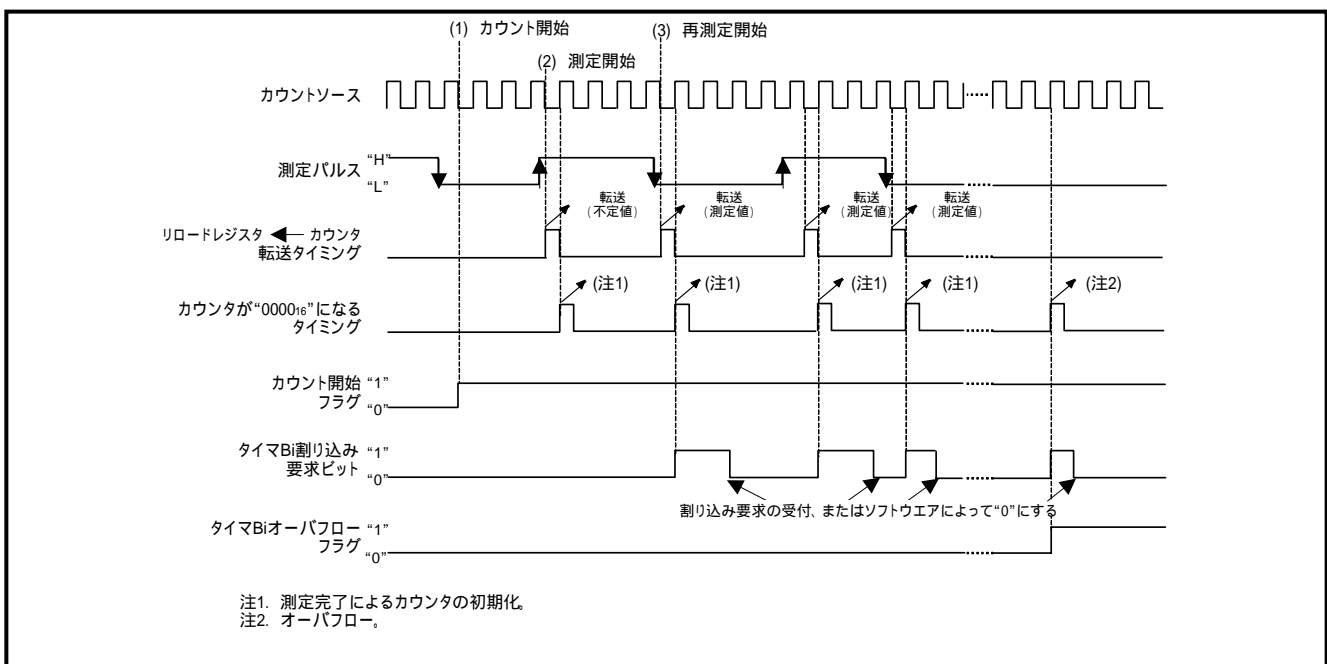 (1) カウント開始
(3) 再測定開始
(2) 測定開始
カウントソース
測定パルス
“H”
“L”
転送
(不定値)
転送
(測定値)
転送
(測定値)
転送
(測定値)
リロードレジスタ ← カウンタ
転送タイミング
(注1)
(注1)
(注1)
(注1)
(注2)
カウンタが“0000₁₆”になる
タイミング
カウント開始 “1”
フラグ “0”
タイマBi割り込み “1”
要求ビット “0”
割り込み要求の受付、またはソフトウエアによって“0”にする
タイマBiオーバフロー “1”
フラグ “0”
注1. 測定完了によるカウンタの初期化。
注2. オーバフロー。